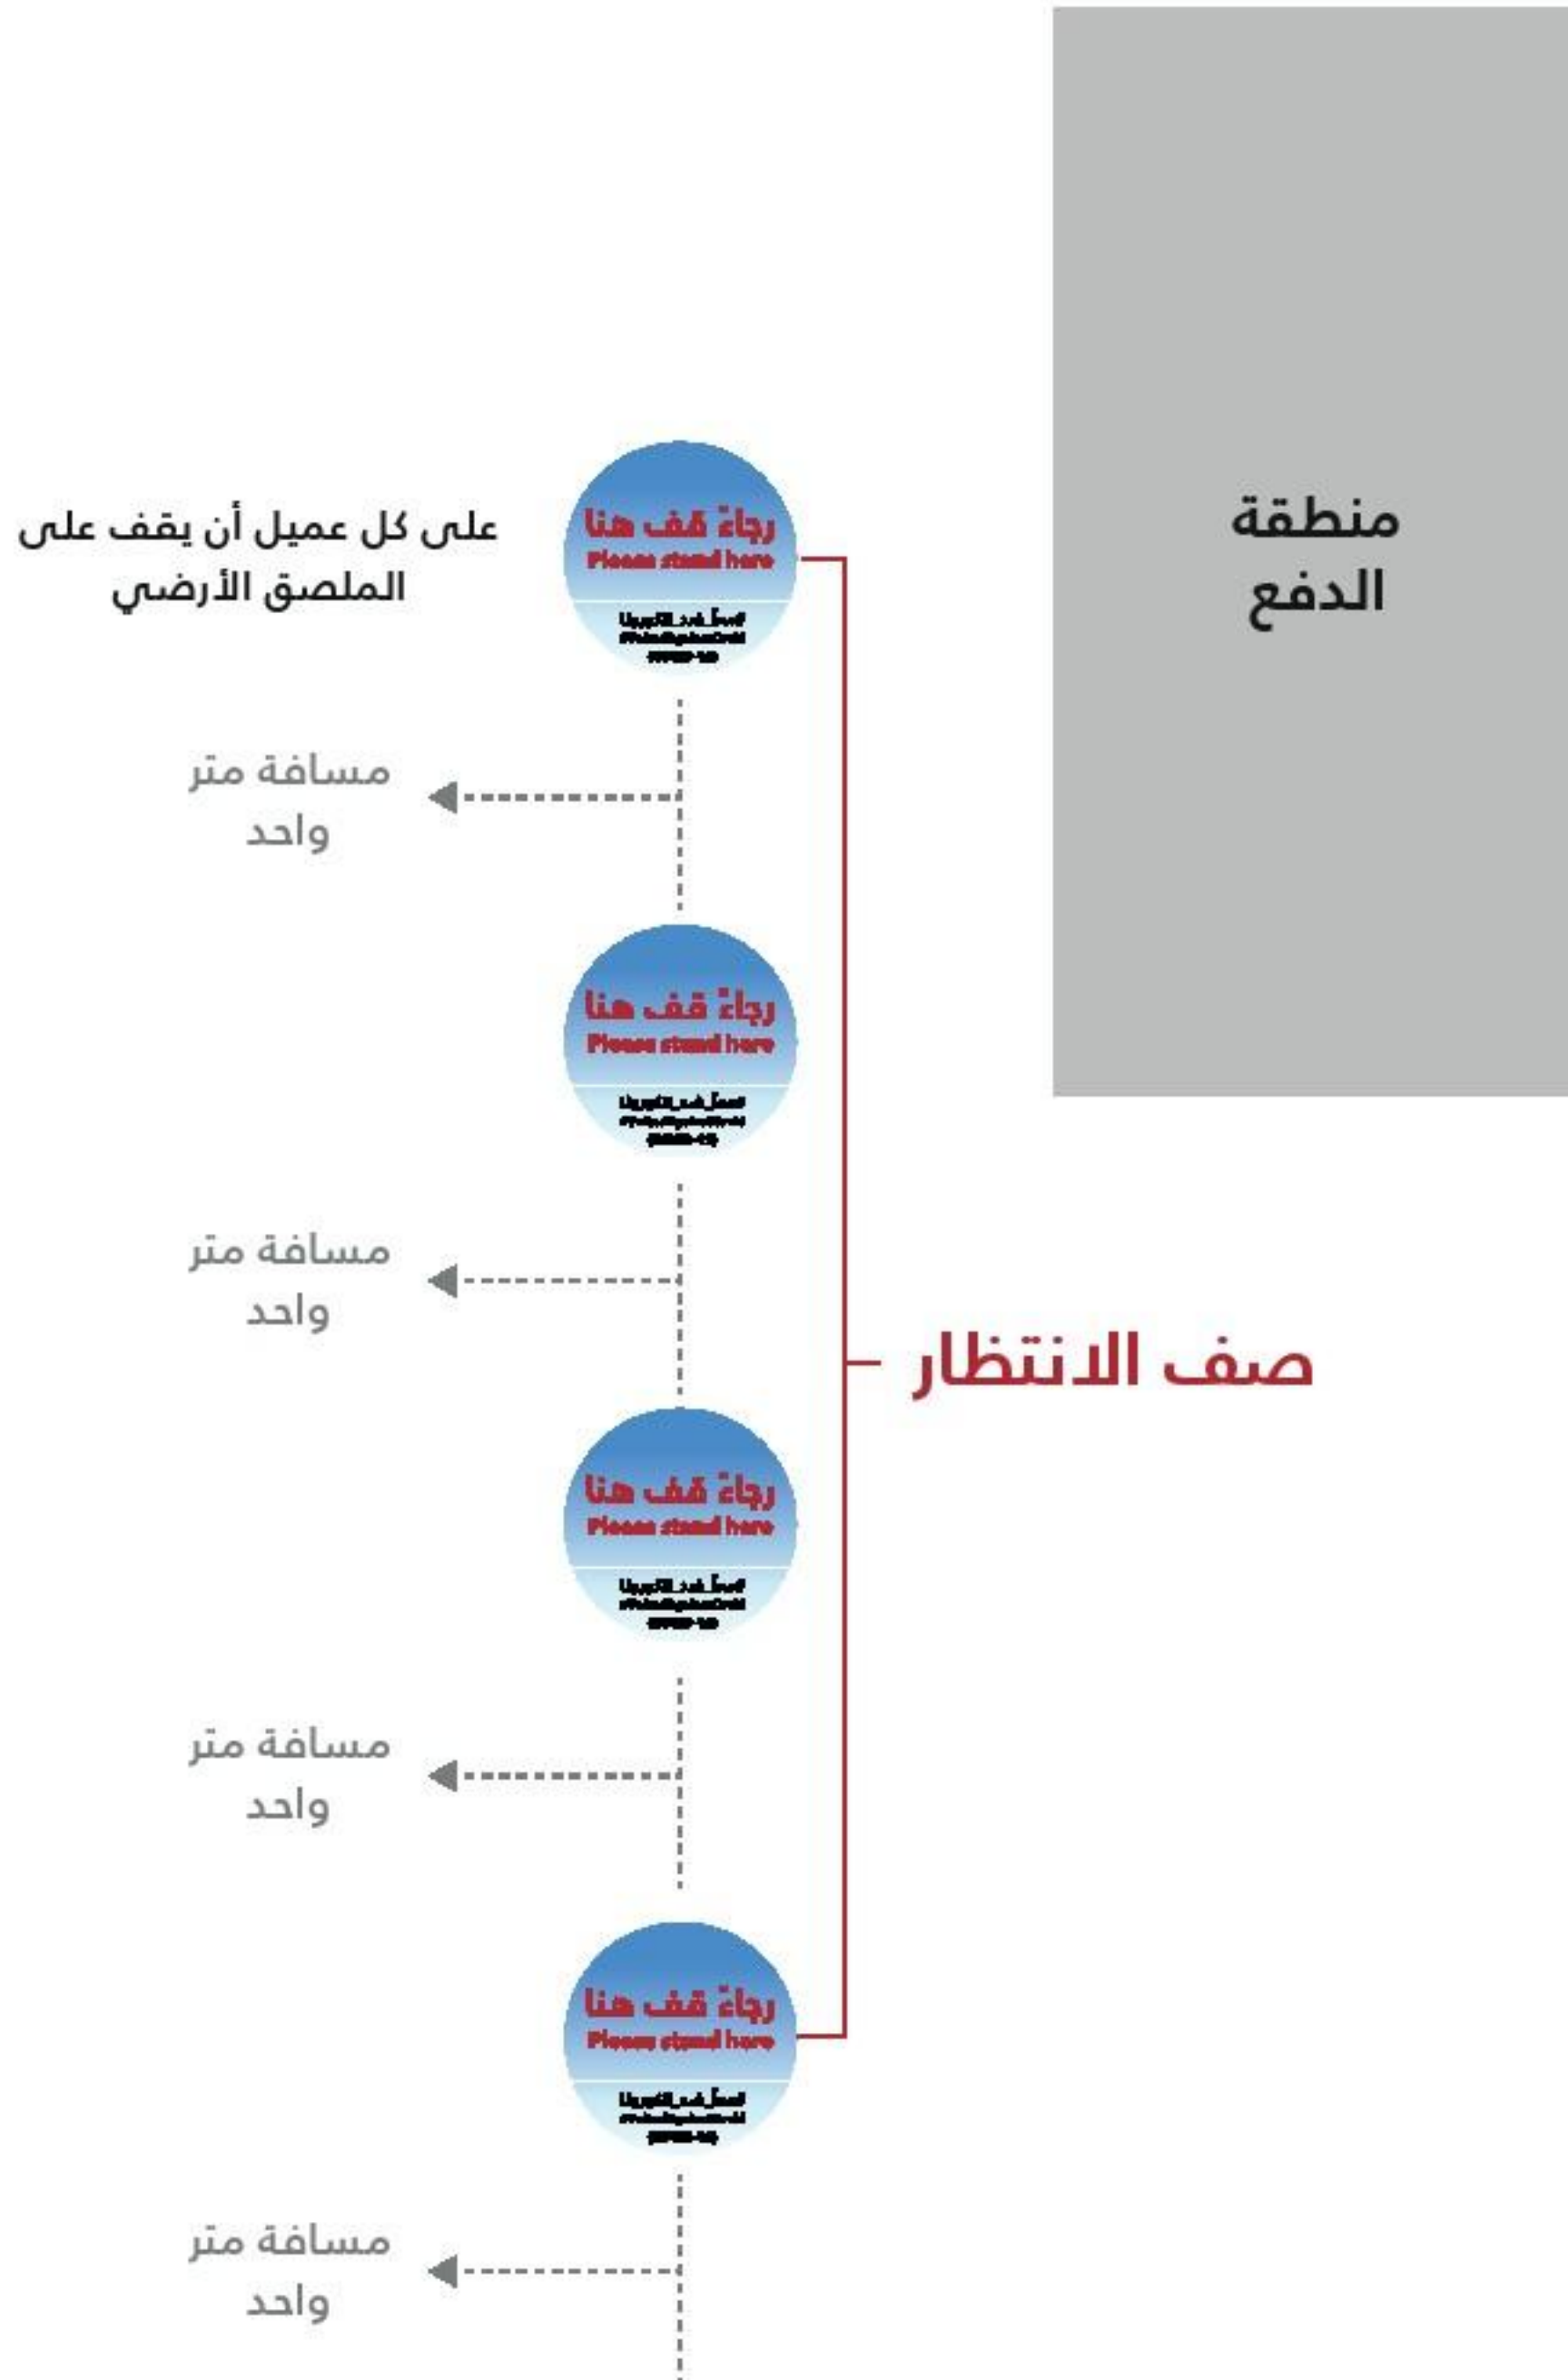 منطقة
الدفع
رجاءً قف هنا
Please stand here
على كل عميل أن يقف على
الملصق الأرضي
مسافة متر
واحد
رجاءً قف هنا
Please stand here
مسافة متر
واحد
صف الانتظار
رجاءً قف هنا
Please stand here
مسافة متر
واحد
رجاءً قف هنا
Please stand here
مسافة متر
واحد